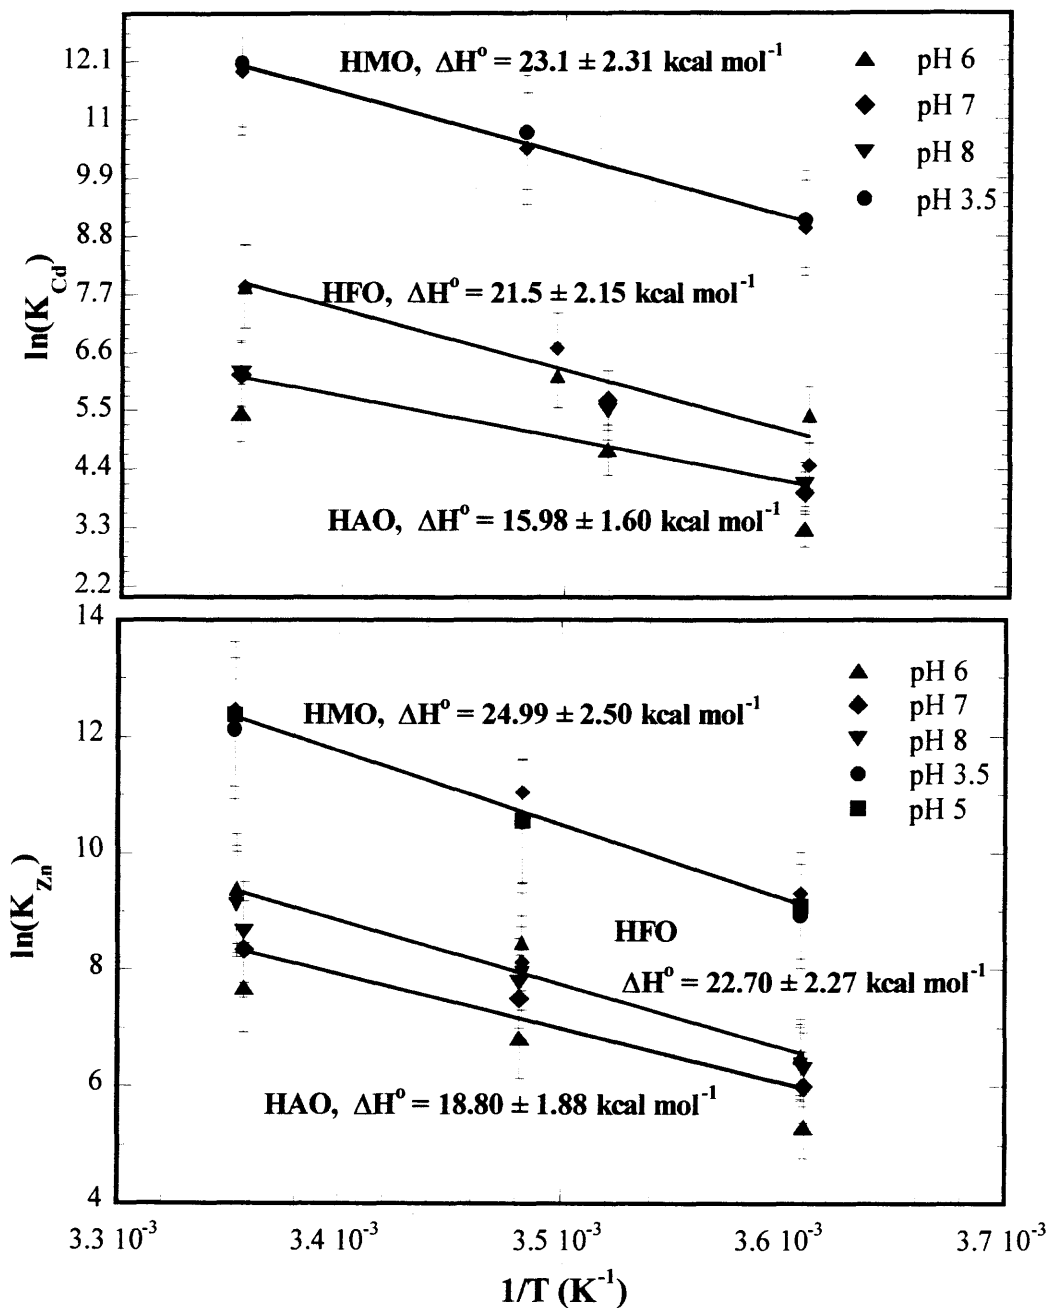 HMO, ΔH° = 23.1 ± 2.31 kcal mol⁻¹
pH 6
pH 7
pH 8
pH 3.5
12.1
11
9.9
8.8
7.7
6.6
5.5
4.4
3.3
2.2
ln(K_Cd)
HFO, ΔH° = 21.5 ± 2.15 kcal mol⁻¹
HAO, ΔH° = 15.98 ± 1.60 kcal mol⁻¹
14
12
10
8
6
4
ln(K_Zn)
HMO, ΔH° = 24.99 ± 2.50 kcal mol⁻¹
pH 6
pH 7
pH 8
pH 3.5
pH 5
HFO
ΔH° = 22.70 ± 2.27 kcal mol⁻¹
HAO, ΔH° = 18.80 ± 1.88 kcal mol⁻¹
3.3 10⁻³ 3.4 10⁻³ 3.5 10⁻³ 3.6 10⁻³ 3.7 10⁻³
1/T (K⁻¹)